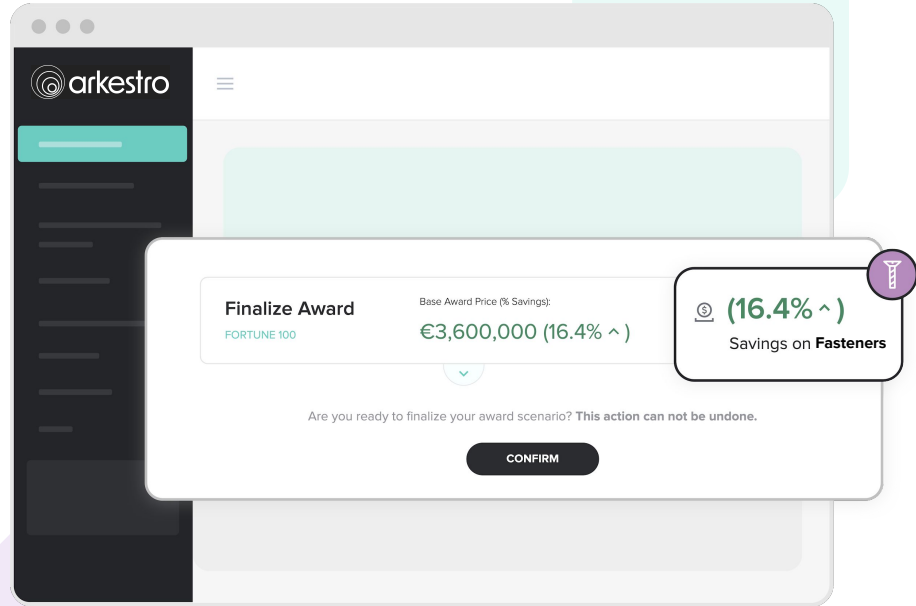 arkestro
Finalize Award
FORTUNE 100
Base Award Price (% Savings):
€3,600,000 (16.4% ^ )
(16.4% ^ )
Savings on Fasteners
Are you ready to finalize your award scenario? This action can not be undone.
CONFIRM